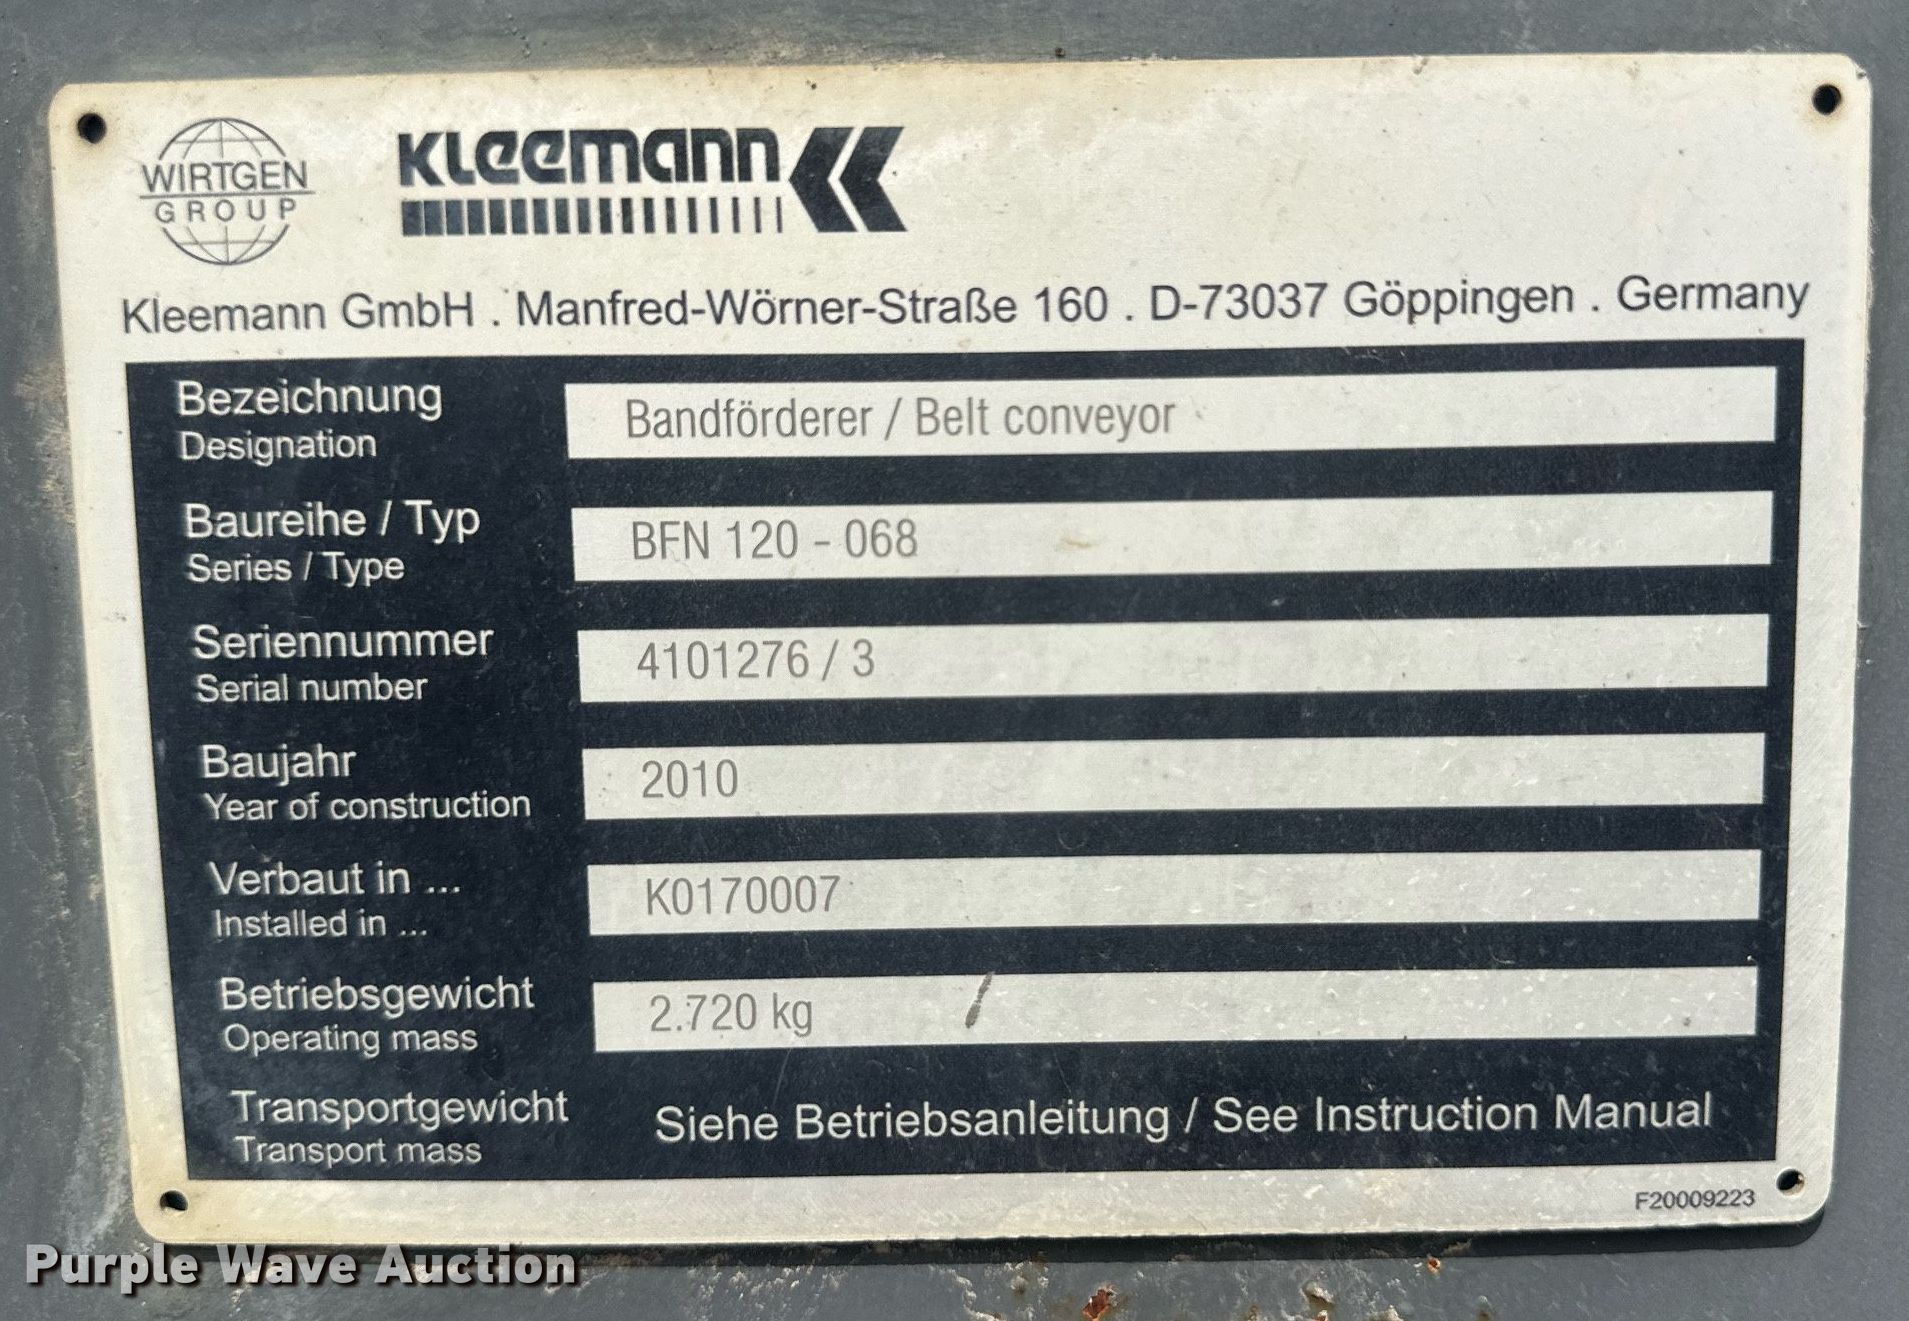 WIRTGEN
GROUP
KLEEMANN
Kleemann GmbH . Manfred-Wörner-Straße 160 . D-73037 Göppingen . Germany
Bezeichnung
Designation
Bandförderer / Belt conveyor
Baureihe / Typ
Series / Type
BFN 120 - 068
Seriennummer
Serial number
4101276 / 3
Baujahr
Year of construction
2010
Verbaut in ...
Installed in ...
K0170007
Betriebsgewicht
Operating mass
2.720 kg
Transportgewicht
Transport mass
Siehe Betriebsanleitung / See Instruction Manual
F20009223
Purple Wave Auction